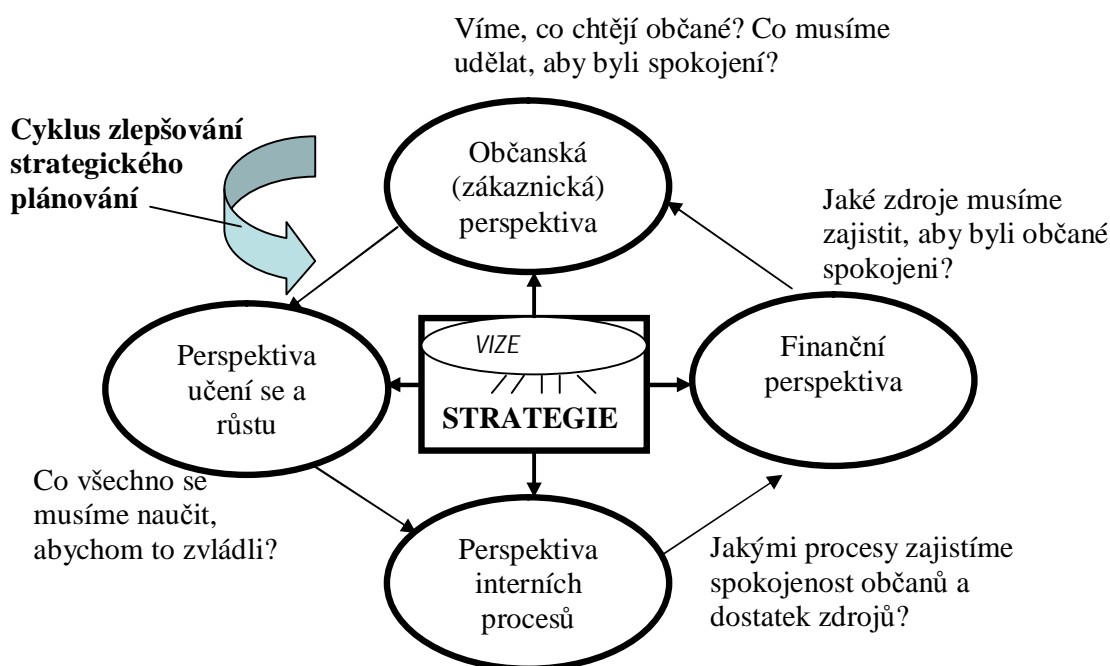 Víme, co chtějí občané? Co musíme
udělat, aby byli spokojení?
Cyklus zlepšování
strategického
plánování
Občanská
(zákaznická)
perspektiva
Jaké zdroje musíme
zajistit, aby byli občané
spokojeni?
Perspektiva
učení se a
růstu
VIZE
STRATEGIE
Finanční
perspektiva
Co všechno se
musíme naučit,
abychom to zvládli?
Perspektiva
interních
procesů
Jakými procesy zajistíme
spokojenost občanů a
dostatek zdrojů?